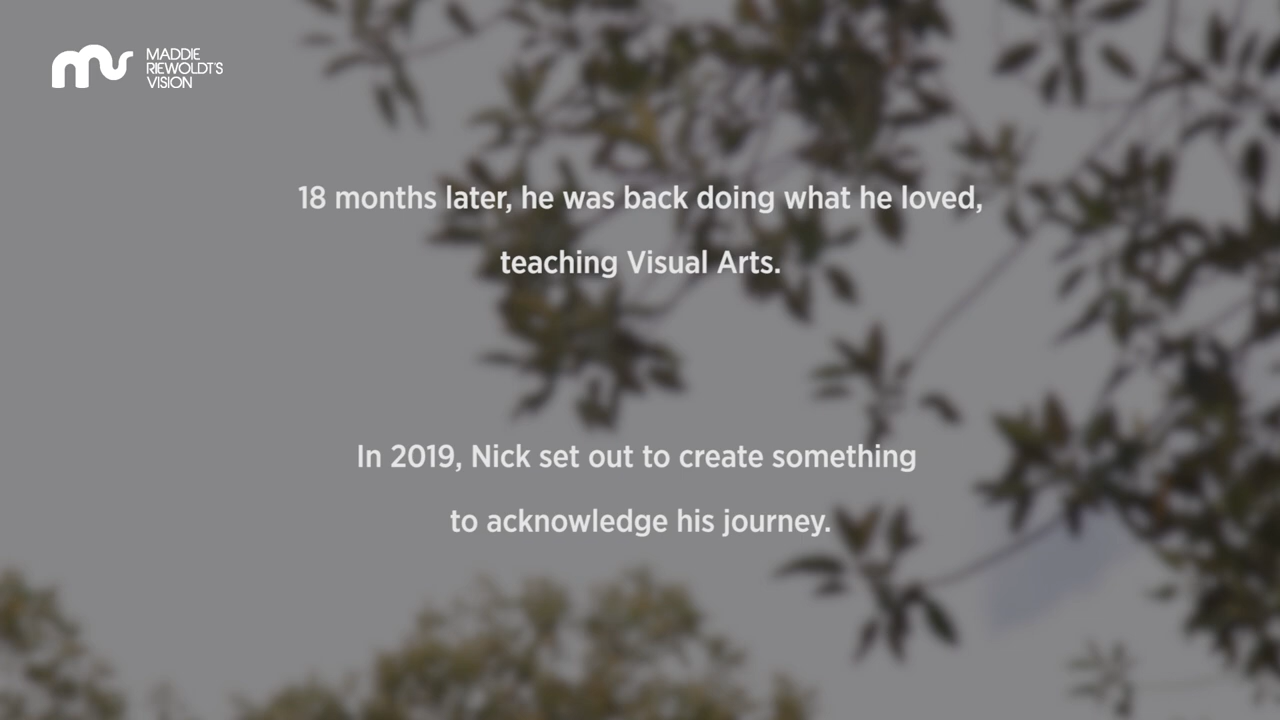 MADDIE
RIEWOLDT'S
VISION
18 months later, he was back doing what he loved,
teaching Visual Arts.
In 2019, Nick set out to create something
to acknowledge his journey.